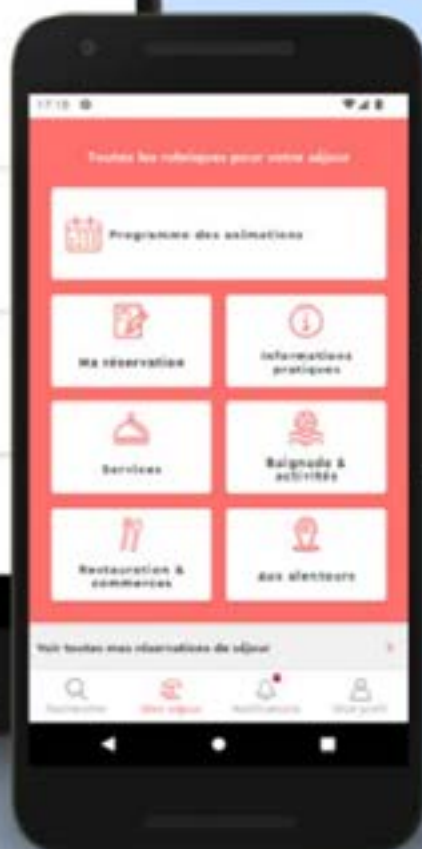 17:18
Toutes les rubriques pour votre séjour
Programme des animations
Ma réservation
Informations
pratiques
Services
Baignade &
activités
Restauration &
commerces
Aux alentours
Voir toutes mes réservations de séjour
Rechercher
Mon séjour
Notifications
Mon profil